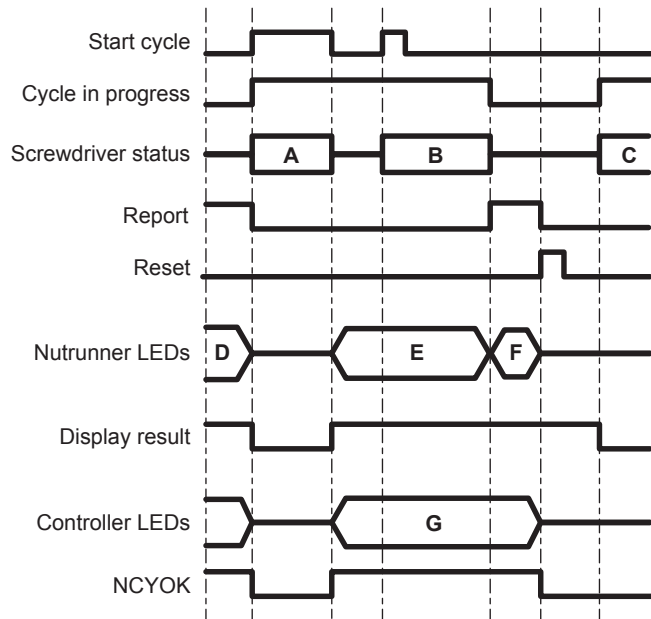 Start cycle
Cycle in progress
Screwdriver status A B C
Report
Reset
Nutrunner LEDs D E F
Display result
Controller LEDs G
NCYOK